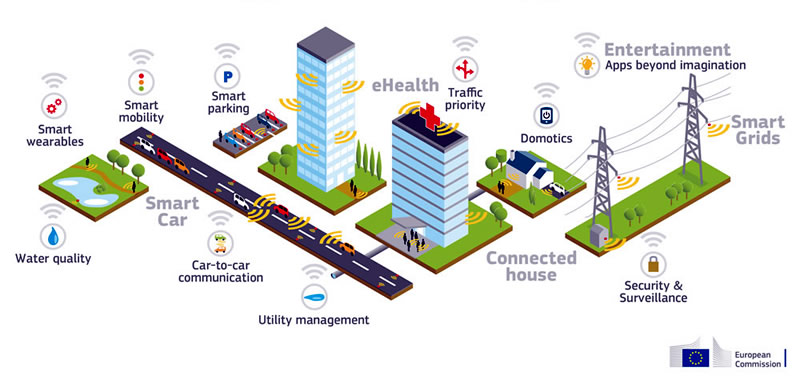 Entertainment
Apps beyond imagination
eHealth
Traffic
priority
Smart
parking
Smart
mobility
Smart
wearables
Domotics
Smart
Grids
Smart
Car
Water quality
Car-to-car
communication
Utility management
Connected
house
Security &
Surveillance
P
European
Commission